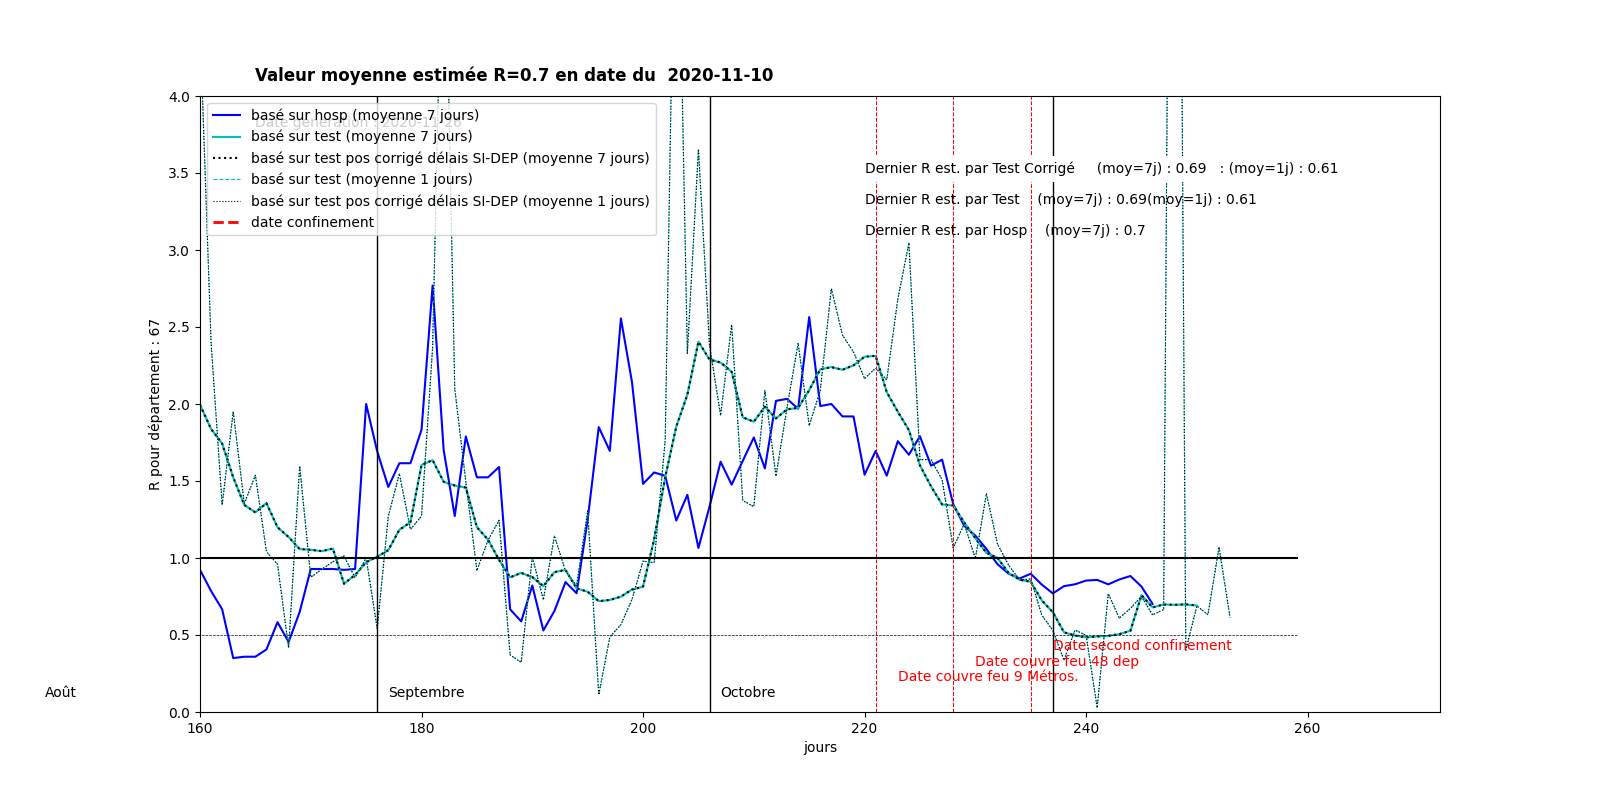 Valeur moyenne estimée R=0.7 en date du  2020-11-10
Date génération : 2020-11-26
basé sur hosp (moyenne 7 jours)
basé sur test (moyenne 7 jours)
basé sur test pos corrigé délais SI-DEP (moyenne 7 jours)
basé sur test (moyenne 1 jours)
basé sur test pos corrigé délais SI-DEP (moyenne 1 jours)
date confinement
Dernier R est. par Test Corrigé (moy=7j) : 0.69 : (moy=1j) : 0.61
Dernier R est. par Test (moy=7j) : 0.69(moy=1j) : 0.61
Dernier R est. par Hosp (moy=7j) : 0.7
4.0
3.5
3.0
2.5
2.0
1.5
1.0
0.5
0.0
R pour département : 67
Date second confinement
Date couvre feu 48 dep
Date couvre feu 9 Métros.
Août
Septembre
Octobre
160
180
200
220
240
260
jours